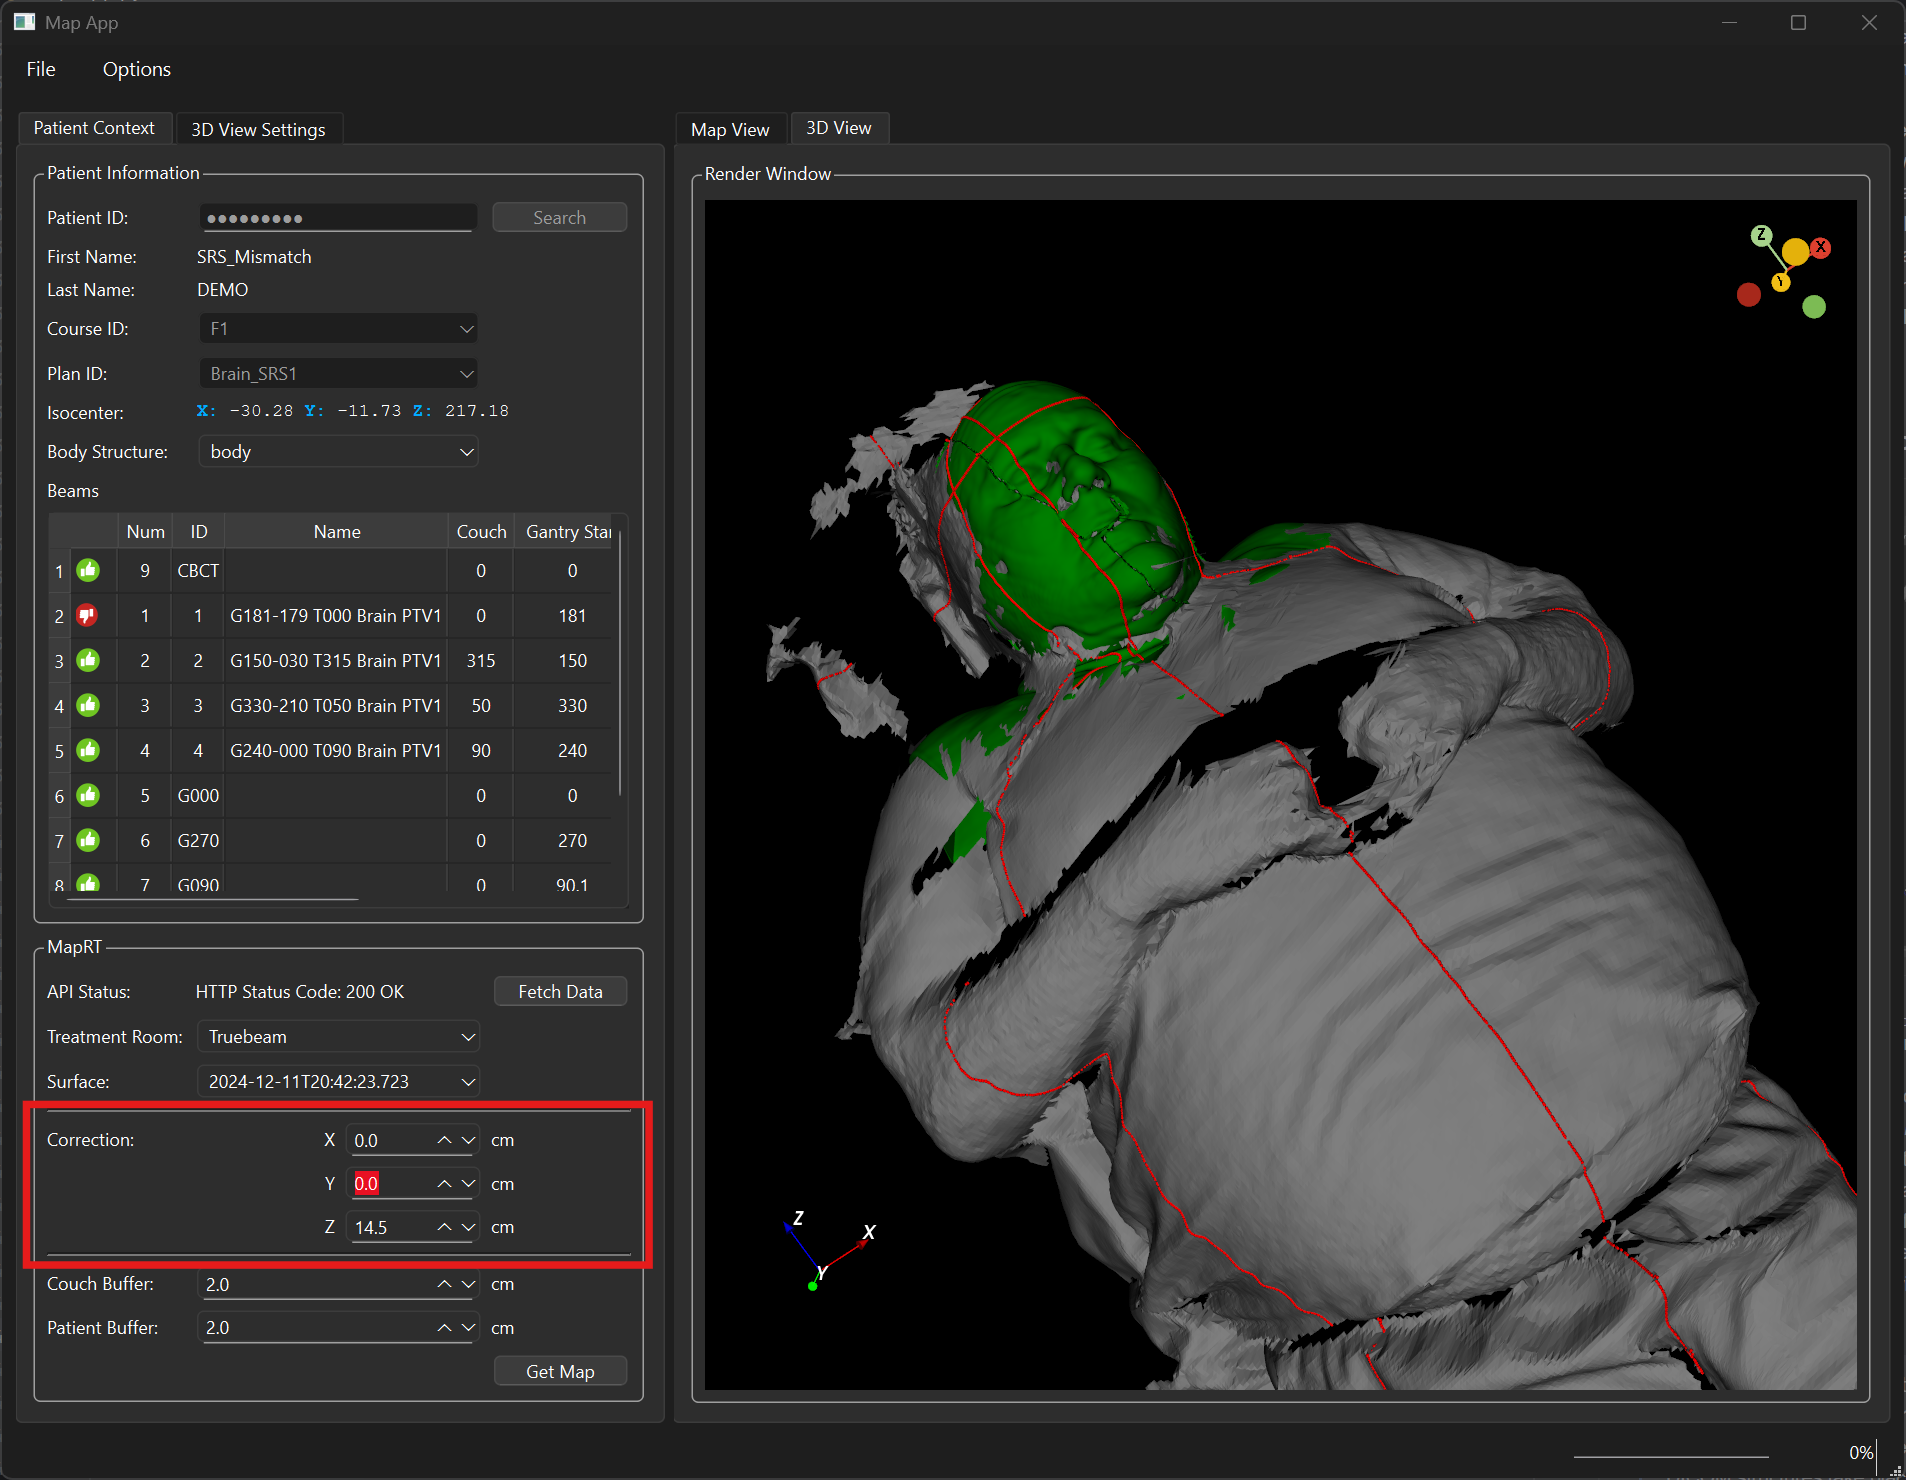 Map App
File Options
Patient Context 3D View Settings
Map View 3D View
Patient Information
Patient ID: ●●●●●●●●● Search
First Name: SRS_Mismatch
Last Name: DEMO
Course ID: F1
Plan ID: Brain_SRS1
Isocenter: X: -30.28 Y: -11.73 Z: 217.18
Body Structure: body
Beams
Num ID Name Couch Gantry Star
1 9 CBCT 0 0
2 1 1 G181-179 T000 Brain PTV1 0 181
3 2 2 G150-030 T315 Brain PTV1 315 150
4 3 3 G330-210 T050 Brain PTV1 50 330
5 4 4 G240-000 T090 Brain PTV1 90 240
6 5 G000 0 0
7 6 G270 0 270
8 7 G090 0 90.1
MapRT
API Status: HTTP Status Code: 200 OK Fetch Data
Treatment Room: Truebeam
Surface: 2024-12-11T20:42:23.723
Correction: X 0.0 cm
Y 0.0 cm
Z 14.5 cm
Couch Buffer: 2.0 cm
Patient Buffer: 2.0 cm
Get Map
Render Window
Z X
Y
Z
X
Y
0%